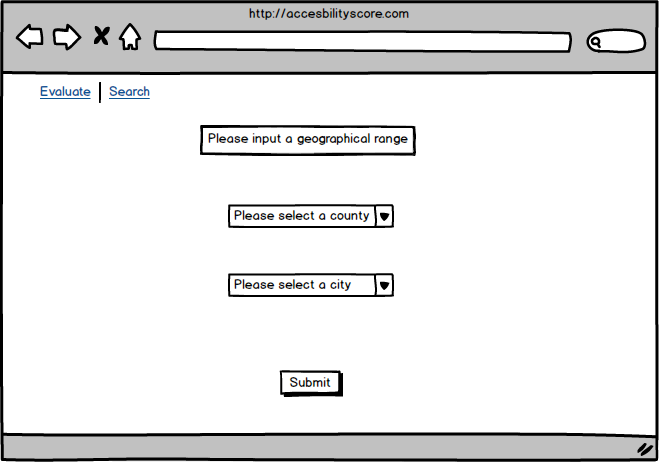 http://accesbilityscore.com
Evaluate Search
Please input a geographical range
Please select a county
Please select a city
Submit